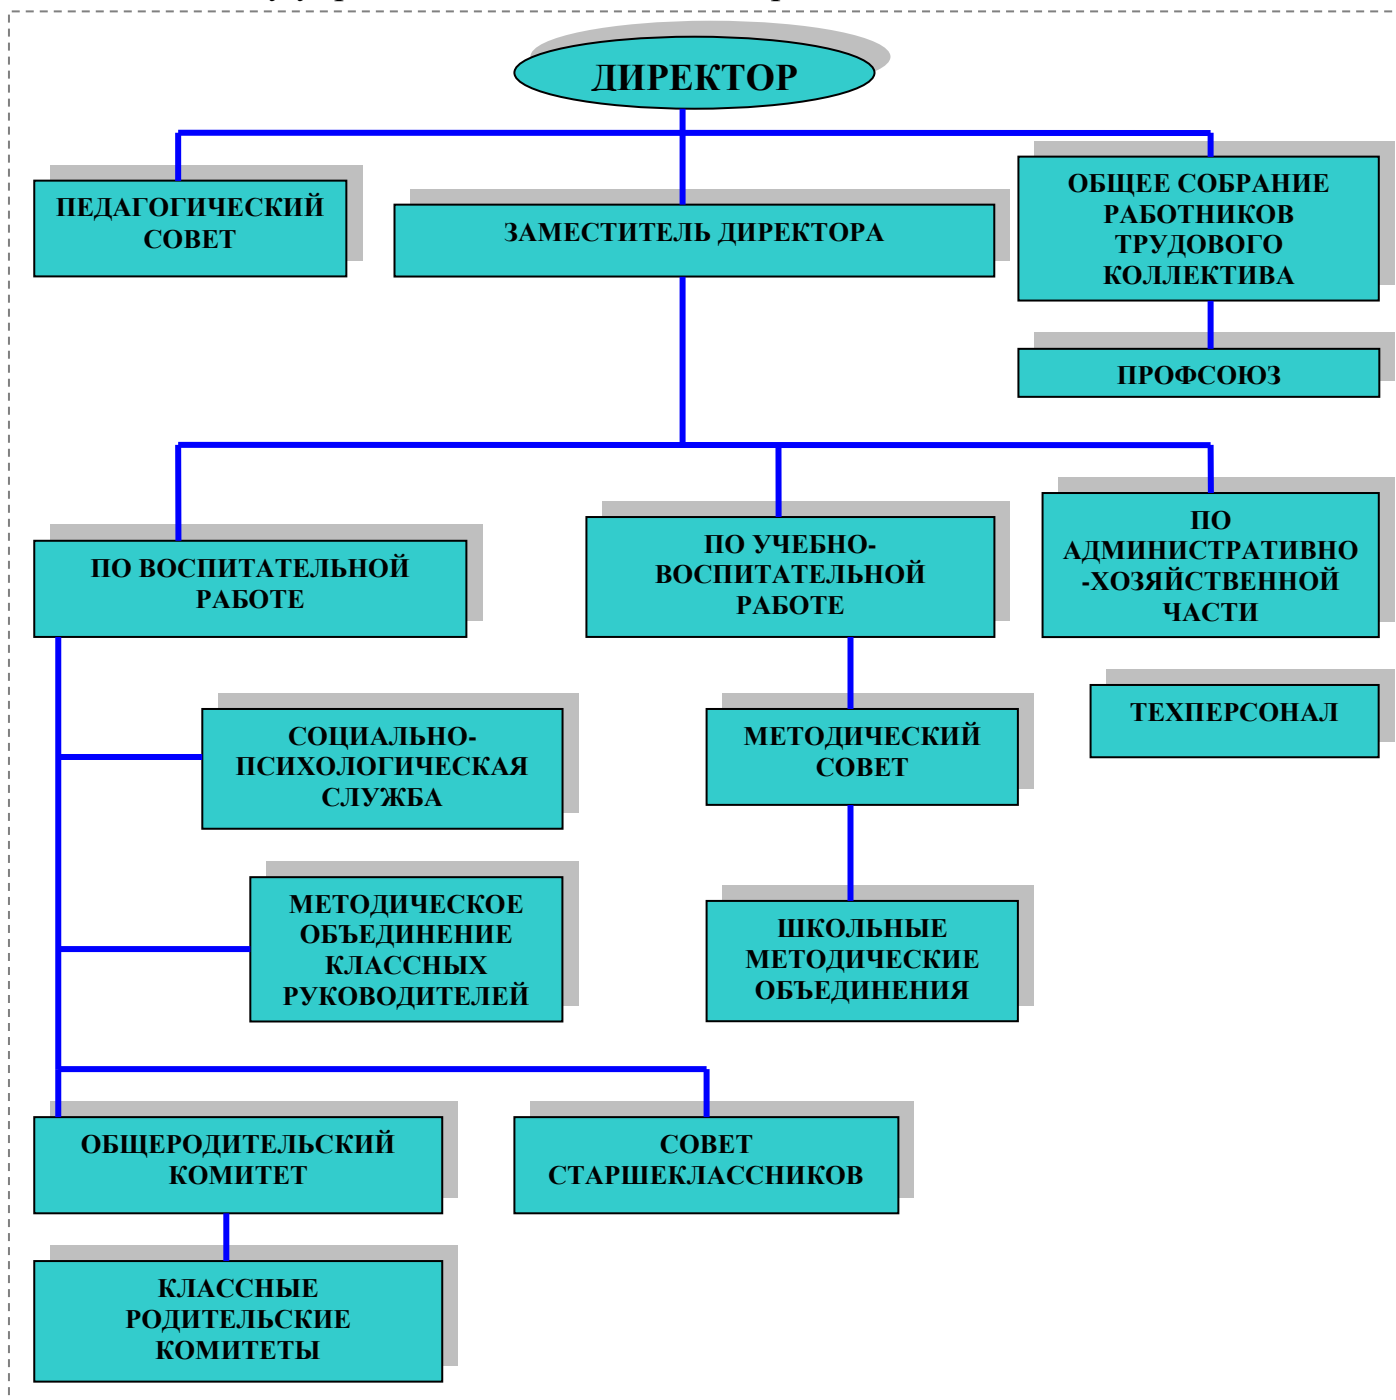 ДИРЕКТОР
ПЕДАГОГИЧЕСКИЙ
СОВЕТ
ЗАМЕСТИТЕЛЬ ДИРЕКТОРА
ОБЩЕЕ СОБРАНИЕ
РАБОТНИКОВ
ТРУДОВОГО
КОЛЛЕКТИВА
ПРОФСОЮЗ
ПО ВОСПИТАТЕЛЬНОЙ
РАБОТЕ
ПО УЧЕБНО-
ВОСПИТАТЕЛЬНОЙ
РАБОТЕ
ПО
АДМИНИСТРАТИВНО
-ХОЗЯЙСТВЕННОЙ
ЧАСТИ
ТЕХПЕРСОНАЛ
СОЦИАЛЬНО-
ПСИХОЛОГИЧЕСКАЯ
СЛУЖБА
МЕТОДИЧЕСКИЙ
СОВЕТ
МЕТОДИЧЕСКОЕ
ОБЪЕДИНЕНИЕ
КЛАССНЫХ
РУКОВОДИТЕЛЕЙ
ШКОЛЬНЫЕ
МЕТОДИЧЕСКИЕ
ОБЪЕДИНЕНИЯ
ОБЩЕРОДИТЕЛЬСКИЙ
КОМИТЕТ
СОВЕТ
СТАРШЕКЛАССНИКОВ
КЛАССНЫЕ
РОДИТЕЛЬСКИЕ
КОМИТЕТЫ